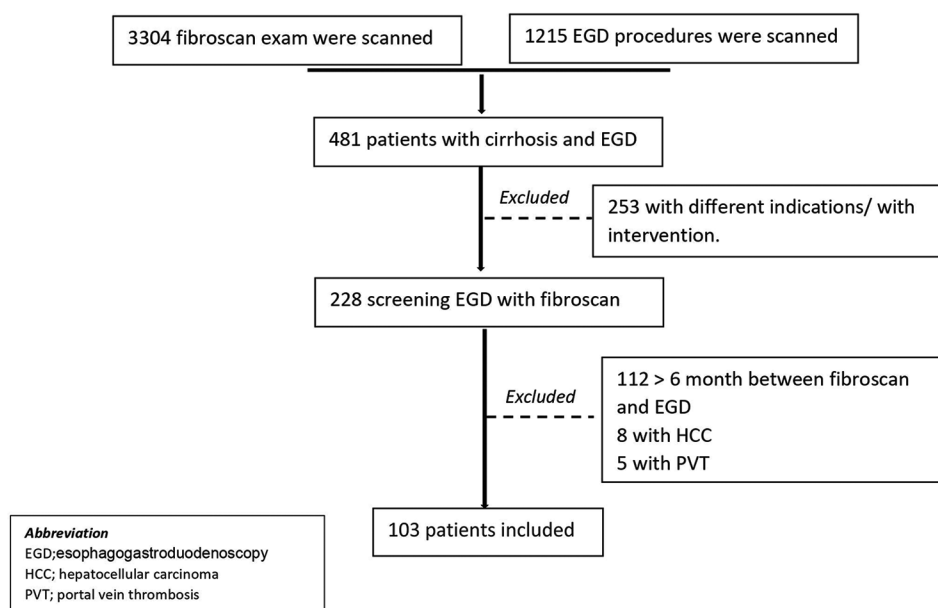 3304 fibroscan exam were scanned
1215 EGD procedures were scanned
481 patients with cirrhosis and EGD
Excluded
253 with different indications/ with
intervention.
228 screening EGD with fibroscan
Excluded
112 > 6 month between fibroscan
and EGD
8 with HCC
5 with PVT
103 patients included
Abbreviation
EGD;esophagogastroduodenoscopy
HCC; hepatocellular carcinoma
PVT; portal vein thrombosis